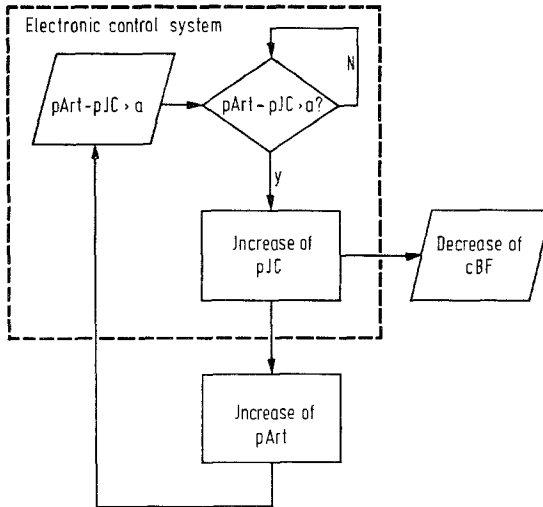 Electronic control system
pArt-pJC>a
pArt-pJC>a?
N
y
Jncrease of
pJC
Decrease of
cBF
Jncrease of
pArt